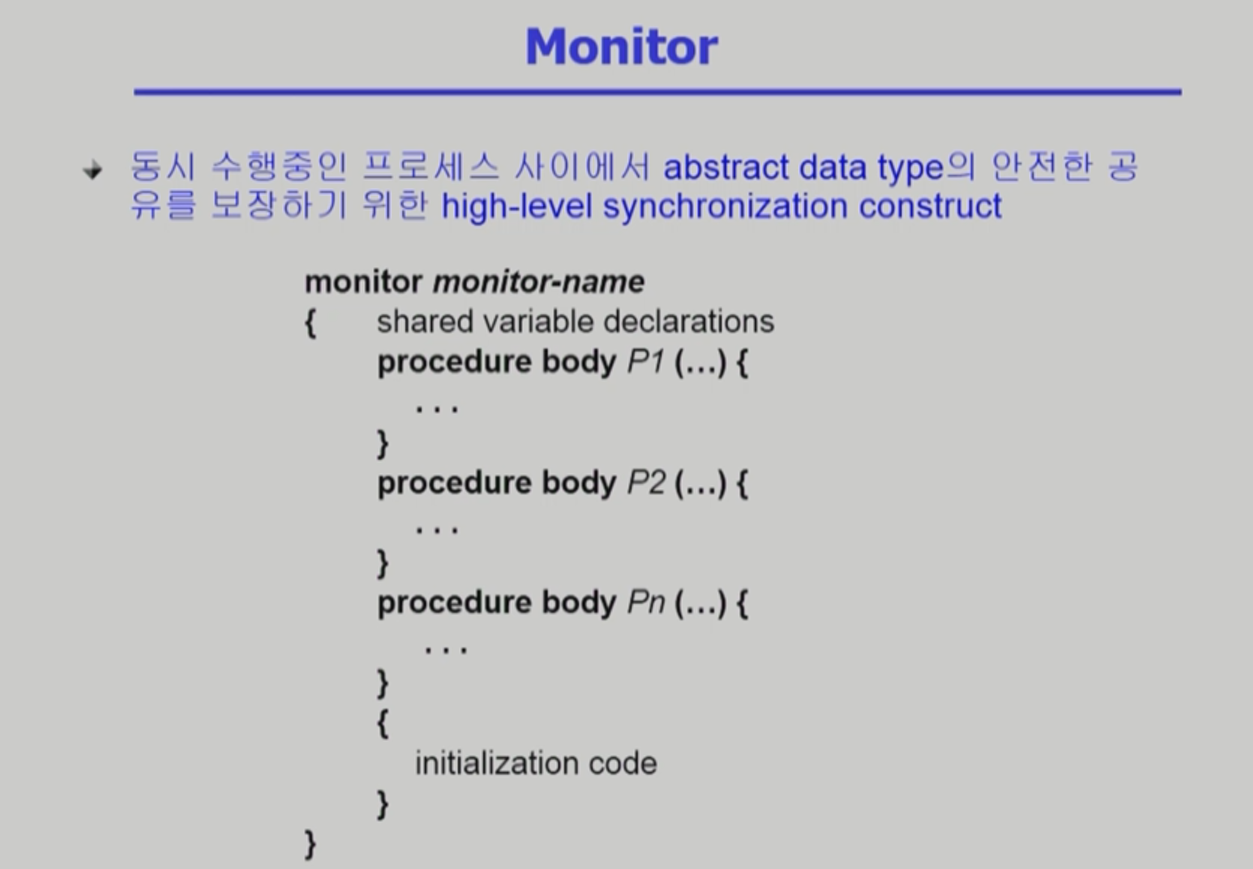 Monitor
동시 수행중인 프로세스 사이에서 abstract data type의 안전한 공
유를 보장하기 위한 high-level synchronization construct
monitor monitor-name
{ shared variable declarations
procedure body P1 (...) {
. . .
}
procedure body P2 (...) {
. . .
}
procedure body Pn (...) {
. . .
}
{
initialization code
}
}